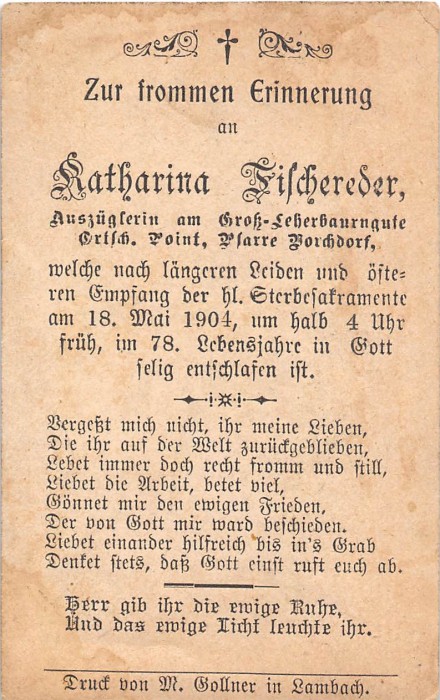 Zur frommen Erinnerung
an
Katharina Fischereder,
Auszüglerin am Groß-Leherbaurngute
Ortsch. Point, Pfarre Vorchdorf,
welche nach längeren Leiden und öfte-
ren Empfang der hl. Sterbesakramente
am 18. Mai 1904, um halb 4 Uhr
früh, im 78. Lebensjahre in Gott
selig entschlafen ist.
Vergeßt mich nicht, ihr meine Lieben,
Die ihr auf der Welt zurückgeblieben,
Lebet immer doch recht fromm und still,
Liebet die Arbeit, betet viel,
Gönnet mir den ewigen Frieden,
Der von Gott mir ward beschieden.
Liebet einander hilfreich bis in's Grab
Denket stets, daß Gott einst ruft euch ab.
Herr gib ihr die ewige Ruhe,
Und das ewige Licht leuchte ihr.
Druck von M. Gollner in Lambach.